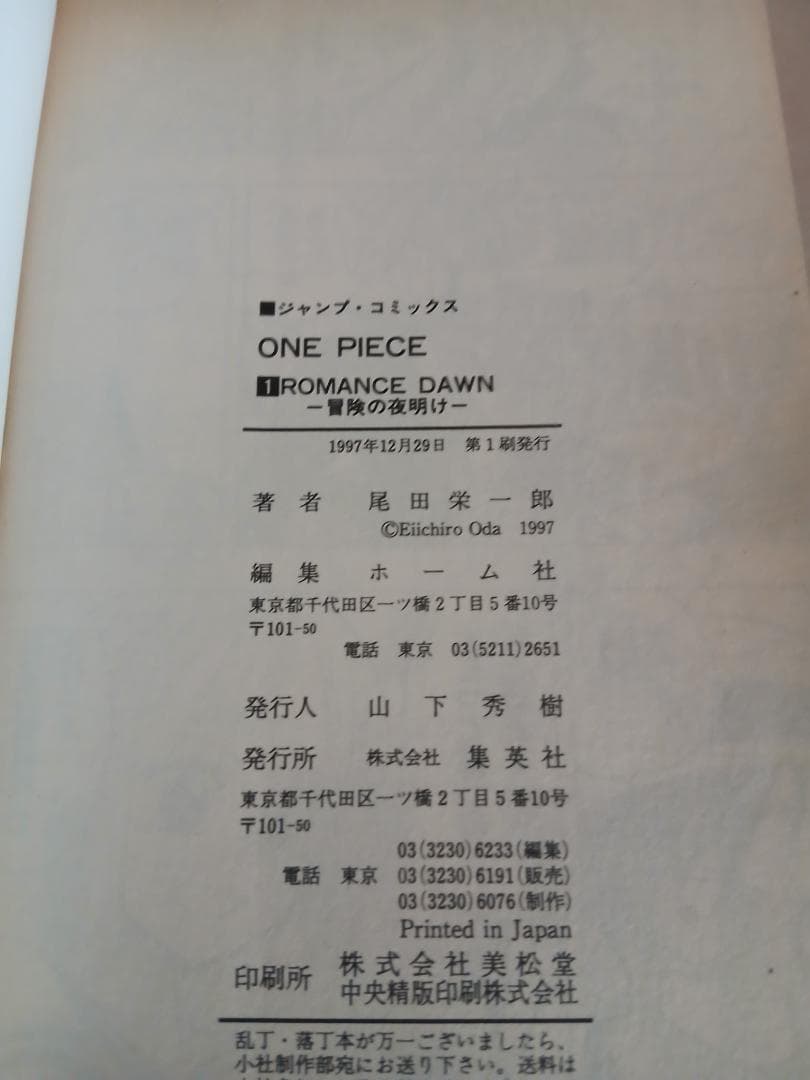 ■ジャンプ・コミックス
ONE PIECE
1 ROMANCE DAWN
ー冒険の夜明けー
1997年12月29日 第1刷発行
著者 尾田栄一郎
©Eiichiro Oda 1997
編集 ホーム社
東京都千代田区一ツ橋2丁目5番10号
〒101-50
電話 東京 03(5211)2651
発行人 山下秀樹
発行所 株式会社 集英社
東京都千代田区一ツ橋2丁目5番10号
〒101-50
03(3230)6233(編集)
電話 東京 03(3230)6191(販売)
03(3230)6076(制作)
Printed in Japan
印刷所 株式会社美松堂
中央精版印刷株式会社
乱丁・落丁本が万一ございましたら、
小社制作部宛にお送り下さい。送料は